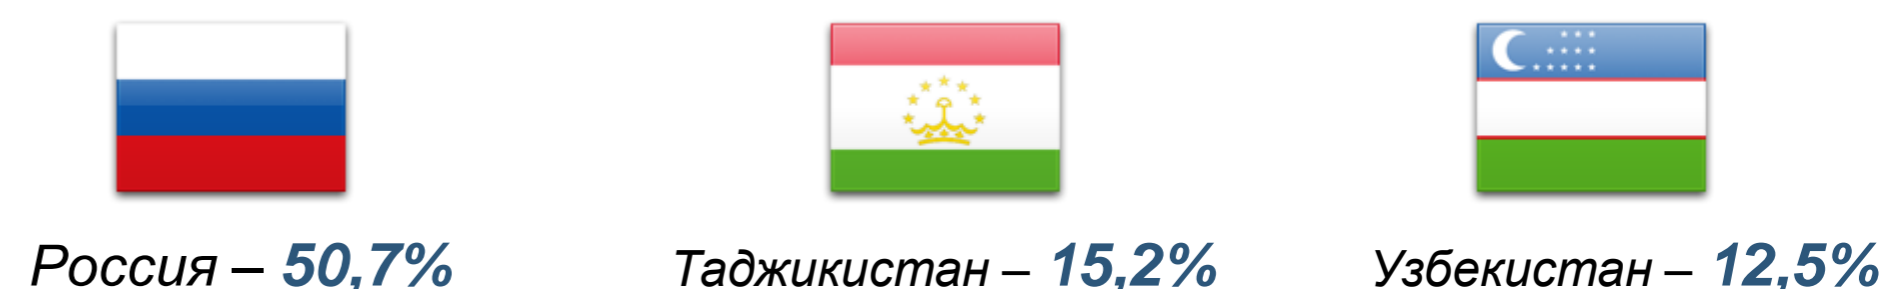 Россия – 50,7%
Таджикистан – 15,2%
Узбекистан – 12,5%